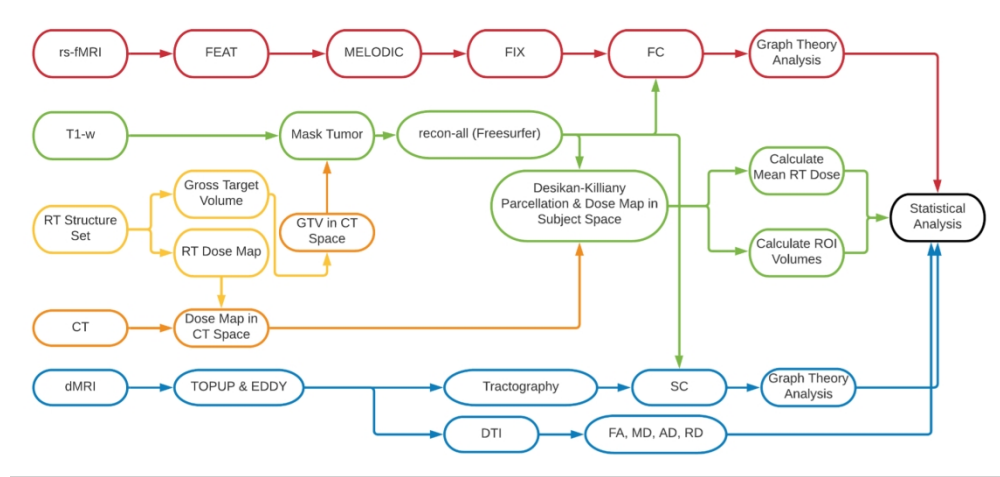 rs-fMRI
FEAT
MELODIC
FIX
FC
Graph Theory
Analysis
T1-w
Mask Tumor
recon-all (Freesurfer)
RT Structure
Set
Gross Target
Volume
RT Dose Map
GTV in CT
Space
Desikan-Killiany
Parcellation & Dose Map in
Subject Space
Calculate
Mean RT Dose
Calculate ROI
Volumes
Statistical
Analysis
CT
Dose Map in
CT Space
dMRI
TOPUP & EDDY
Tractography
SC
Graph Theory
Analysis
DTI
FA, MD, AD, RD